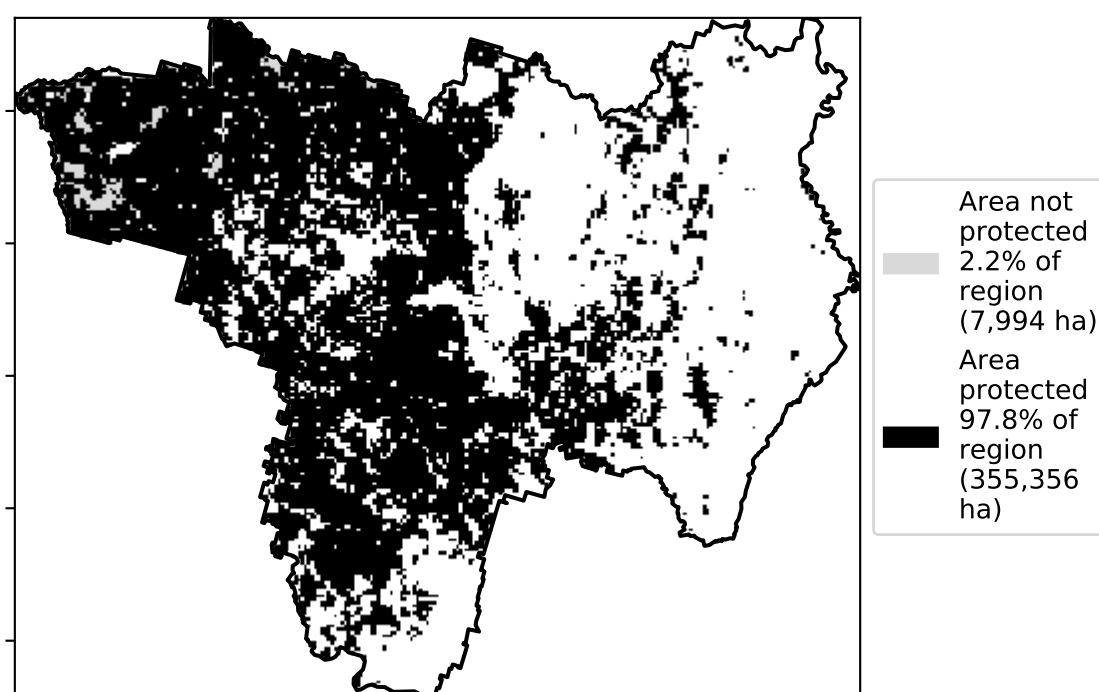 Area not
protected
2.2% of
region
(7,994 ha)
Area
protected
97.8% of
region
(355,356
ha)